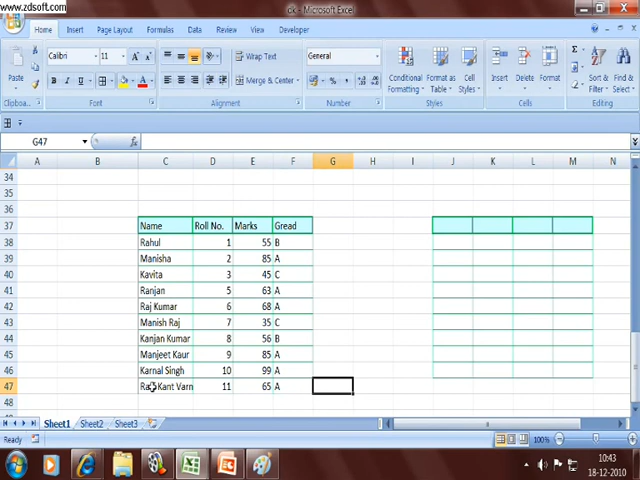 www.zdsoft.com
ck - Microsoft Excel
Home Insert Page Layout Formulas Data Review View Developer
Calibri 11 Wrap Text General
Paste Merge & Center Conditional Formatting Format as Table Cell Styles Insert Delete Format Sort & Filter Find & Select
Clipboard Font Alignment Number Styles Cells Editing
G47 fx
A B C D E F G H I J K L M N
34
35
36
37 Name Roll No. Marks Gread
38 Rahul 1 55 B
39 Manisha 2 85 A
40 Kavita 3 45 C
41 Ranjan 5 63 A
42 Raj Kumar 6 68 A
43 Manish Raj 7 35 C
44 Kanjan Kumar 8 56 B
45 Manjeet Kaur 9 85 A
46 Karnal Singh 10 99 A
47 Kant Varn 11 65 A
48
Sheet1 Sheet2 Sheet3
Ready 100%
10:43
18-12-2010